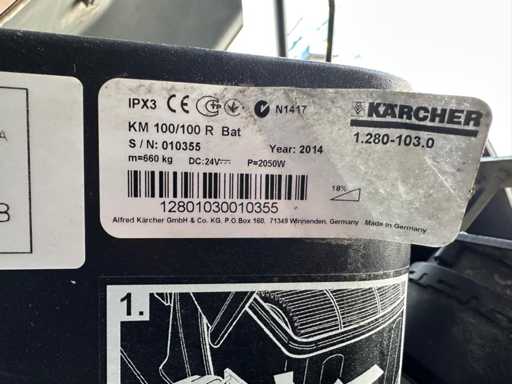 IPX3 CE N1417
KÄRCHER
KM 100/100 R Bat
1.280-103.0
S / N: 010355 Year: 2014
m=660 kg DC:24V P=2050W
18%
12801030010355
Alfred Kärcher GmbH & Co. KG. P.O.Box 160. 71349 Winnenden, Germany Made in Germany
1.
A
B